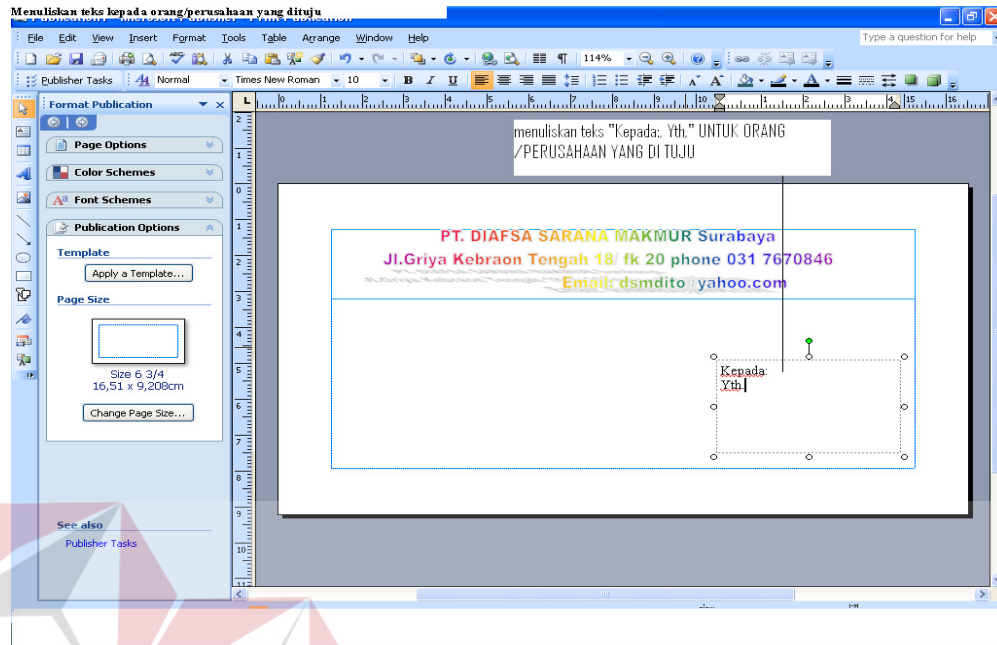 Menuliskan teks kepada orang/perusahaan yang dituju
File Edit View Insert Format Tools Table Arrange Window Help
Type a question for help
114%
Publisher Tasks Normal Times New Roman 10 B I U
Format Publication
Page Options
Color Schemes
Font Schemes
Publication Options
Template
Apply a Template...
Page Size
Size 6 3/4
16,51 x 9,208cm
Change Page Size...
See also
Publisher Tasks
menuliskan teks "Kepada:, Yth," UNTUK ORANG
/PERUSAHAAN YANG DI TUJU
PT. DIAFSA SARANA MAKMUR Surabaya
Jl.Griya Kebraon Tengah 18/ fk 20 phone 031 7670846
Email: dsmdito yahoo.com
Kepada:
Yth.